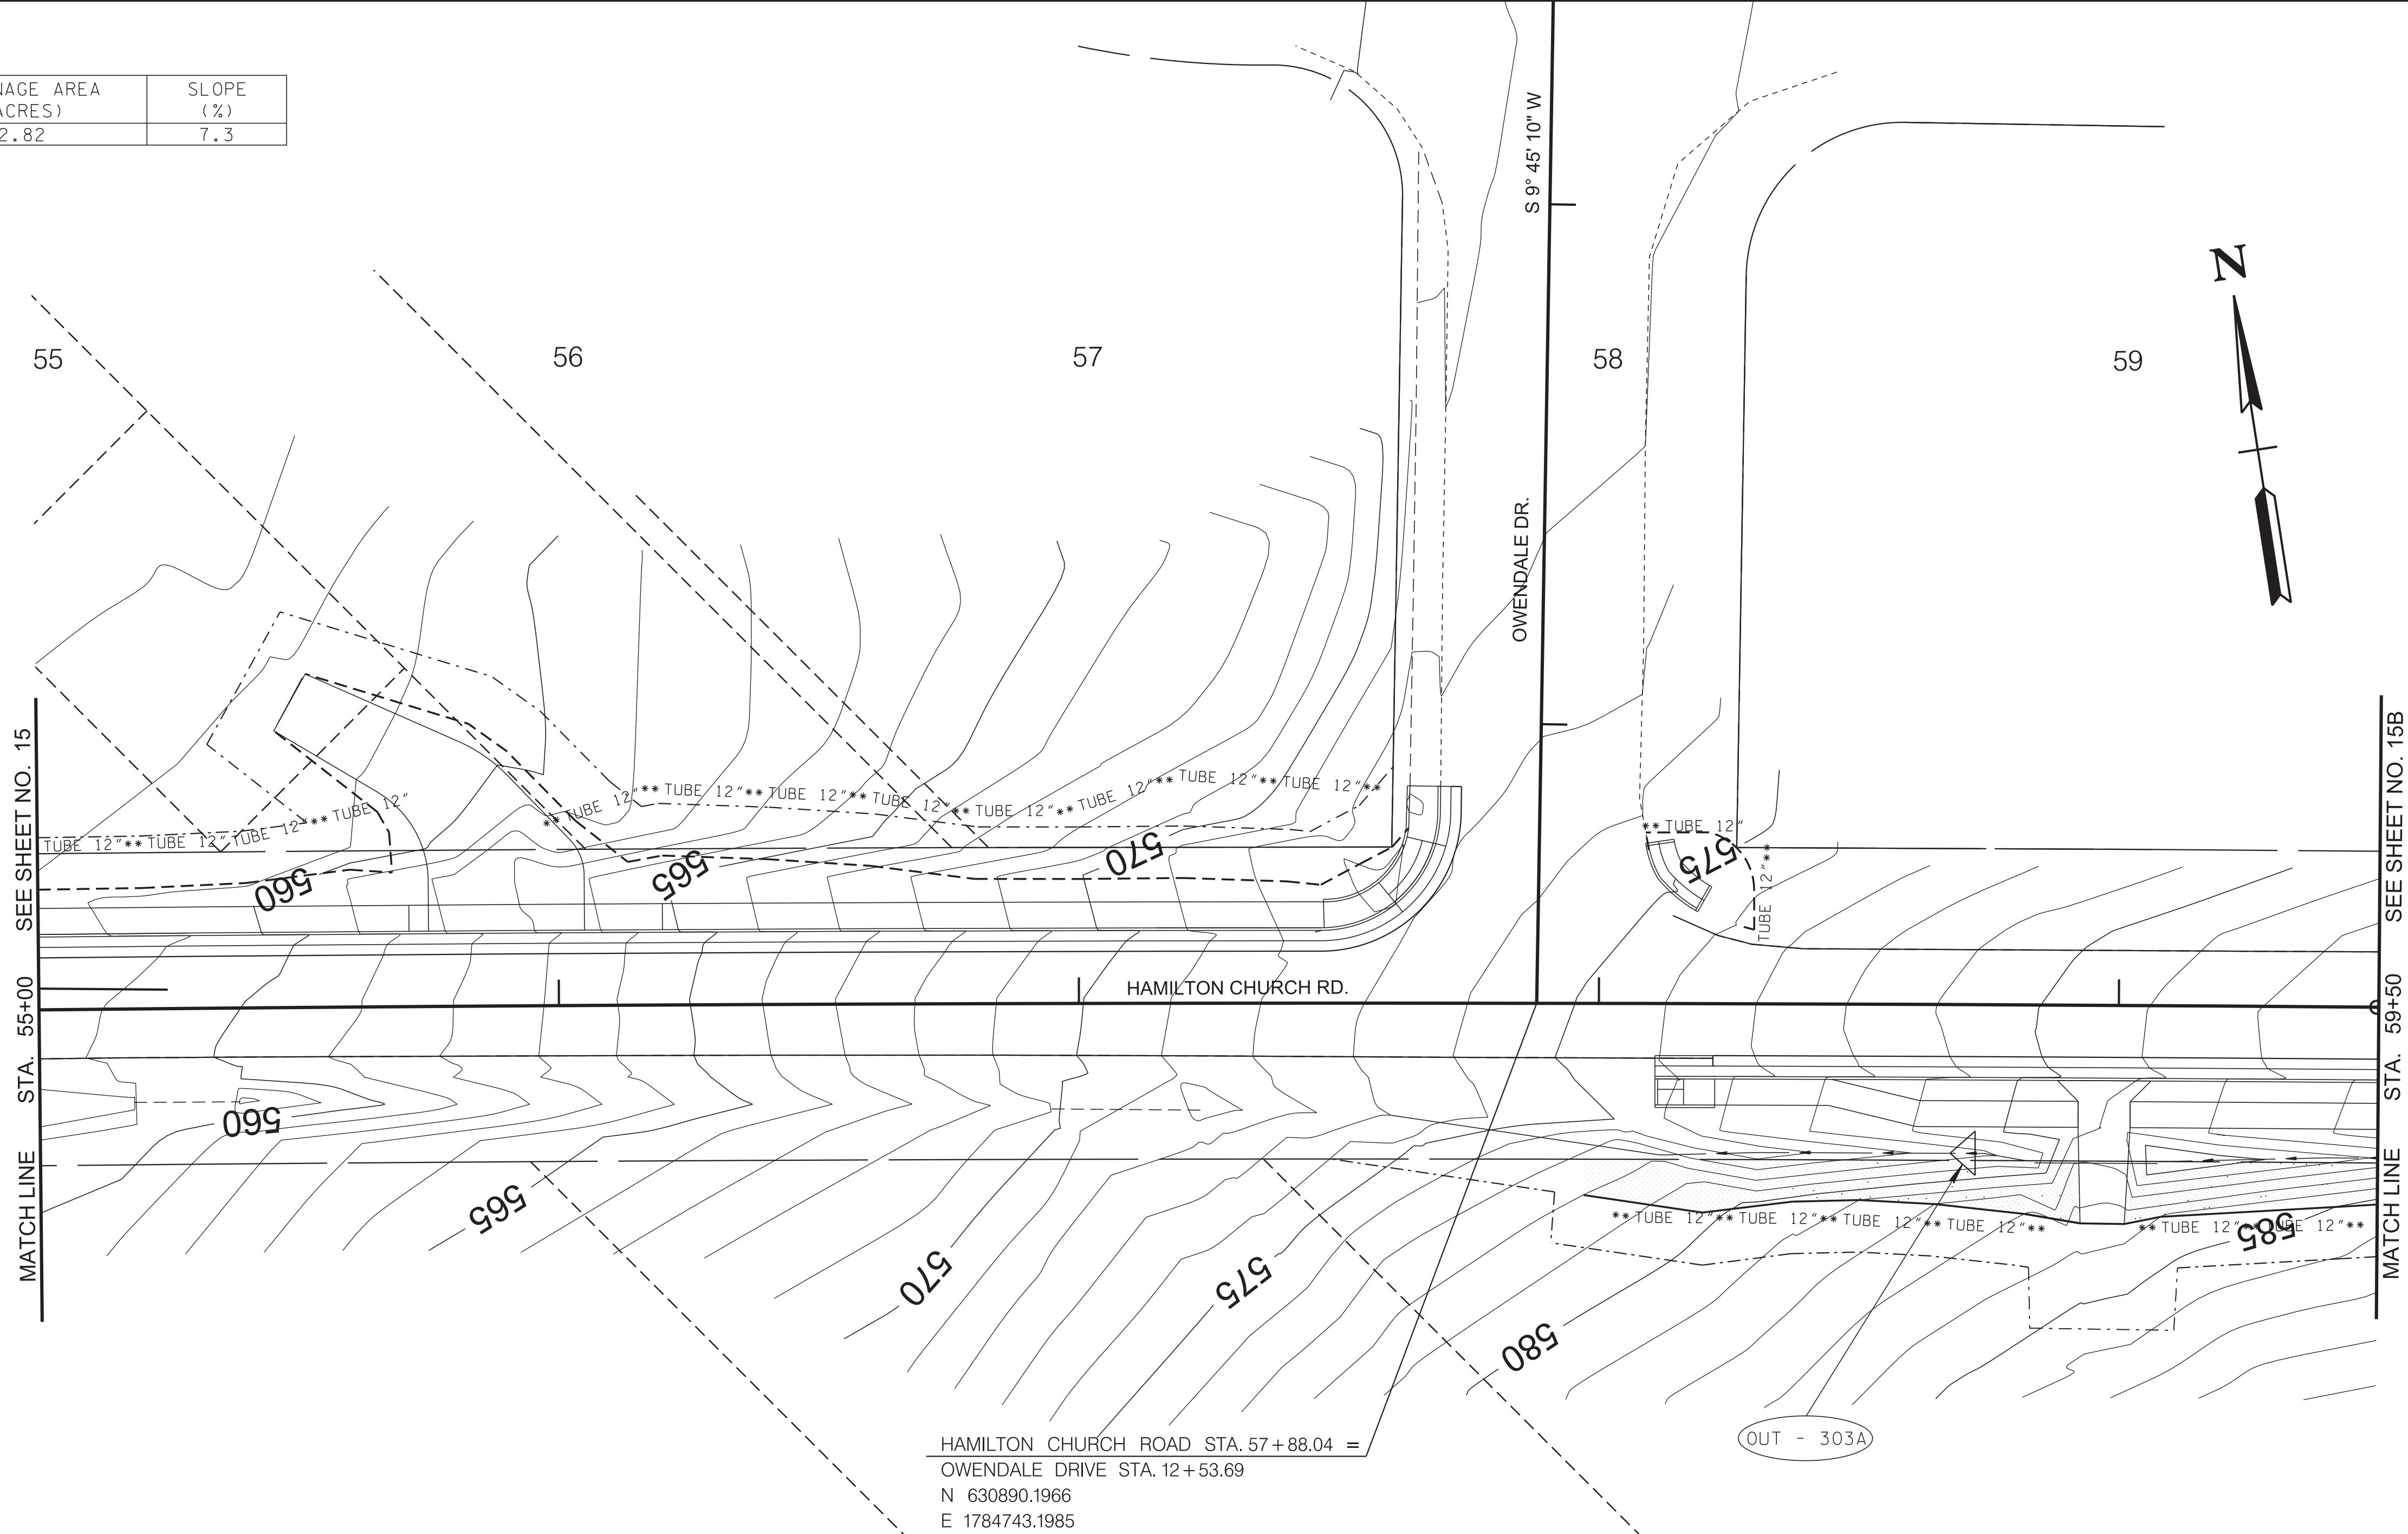 NAGE AREA
ACRES)
SLOPE
(%)
2.82
7.3
S 9° 45' 10" W
N
55
56
57
58
59
OWENDALE DR.
SEE SHEET NO. 15
STA. 55+00
MATCH LINE
SEE SHEET NO. 15B
STA. 59+50
MATCH LINE
** TUBE 12"** TUBE 12"** TUBE 12"** TUBE 12"** TUBE 12"** TUBE 12"** TUBE 12"** TUBE 12"**
TUBE 12"** TUBE 12" TUBE 12"** TUBE 12"
** TUBE 12"
TUBE 12"**
560
565
570
575
HAMILTON CHURCH RD.
560
565
570
575
580
585
** TUBE 12"** TUBE 12"** TUBE 12"** TUBE 12"**
** TUBE 12"** TUBE 12"**
HAMILTON CHURCH ROAD STA. 57+88.04 =
OWENDALE DRIVE STA. 12+53.69
N 630890.1966
E 1784743.1985
OUT - 303A